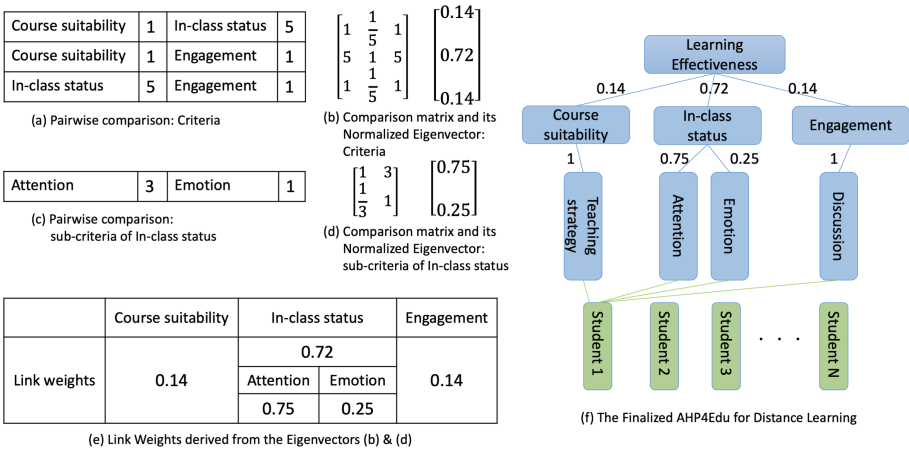 Course suitability 1 In-class status 5
Course suitability 1 Engagement 1
In-class status 5 Engagement 1
(a) Pairwise comparison: Criteria
1 1/5 1
5 1 5
1 1/5 1
0.14
0.72
0.14
(b) Comparison matrix and its
Normalized Eigenvector:
Criteria
Attention 3 Emotion 1
(c) Pairwise comparison:
sub-criteria of In-class status
1 3
1/3 1
0.75
0.25
(d) Comparison matrix and its
Normalized Eigenvector:
sub-criteria of In-class status
Course suitability In-class status Engagement
Link weights 0.14 0.72 0.14
Attention Emotion
0.75 0.25
(e) Link Weights derived from the Eigenvectors (b) & (d)
Learning
Effectiveness
0.14 0.72 0.14
Course
suitability
In-class
status
Engagement
1 0.75 0.25 1
Teaching
strategy
Attention
Emotion
Discussion
Student 1
Student 2
Student 3
. . .
Student N
(f) The Finalized AHP4Edu for Distance Learning